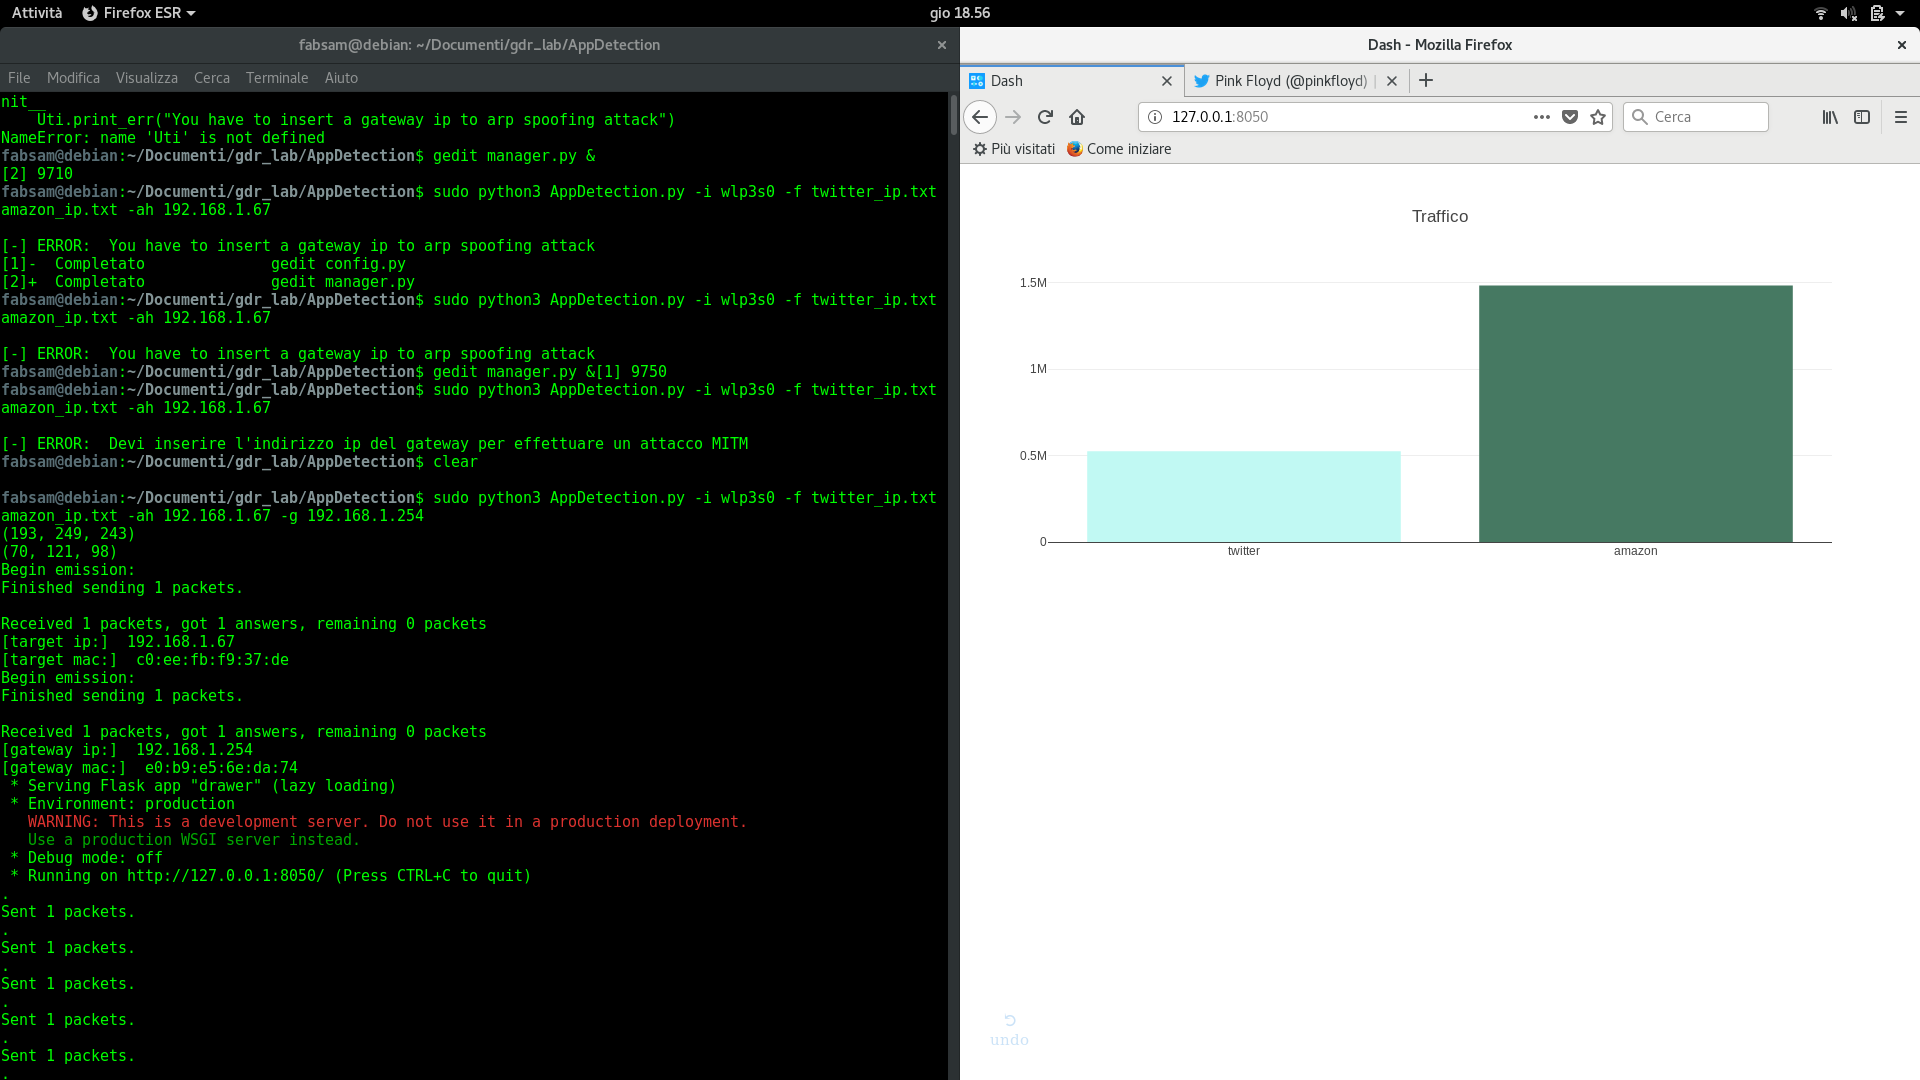 Attività Firefox ESR gio 18.56
fabsam@debian: ~/Documenti/gdr_lab/AppDetection
File Modifica Visualizza Cerca Terminale Aiuto
nit__
Uti.print_err("You have to insert a gateway ip to arp spoofing attack")
NameError: name 'Uti' is not defined
fabsam@debian:~/Documenti/gdr_lab/AppDetection$ gedit manager.py &
[2] 9710
fabsam@debian:~/Documenti/gdr_lab/AppDetection$ sudo python3 AppDetection.py -i wlp3s0 -f twitter_ip.txt
amazon_ip.txt -ah 192.168.1.67
[-] ERROR:  You have to insert a gateway ip to arp spoofing attack
[1]-  Completato              gedit config.py
[2]+  Completato              gedit manager.py
fabsam@debian:~/Documenti/gdr_lab/AppDetection$ sudo python3 AppDetection.py -i wlp3s0 -f twitter_ip.txt
amazon_ip.txt -ah 192.168.1.67
[-] ERROR:  You have to insert a gateway ip to arp spoofing attack
fabsam@debian:~/Documenti/gdr_lab/AppDetection$ gedit manager.py &[1] 9750
fabsam@debian:~/Documenti/gdr_lab/AppDetection$ sudo python3 AppDetection.py -i wlp3s0 -f twitter_ip.txt
amazon_ip.txt -ah 192.168.1.67
[-] ERROR:  Devi inserire l'indirizzo ip del gateway per effettuare un attacco MITM
fabsam@debian:~/Documenti/gdr_lab/AppDetection$ clear
fabsam@debian:~/Documenti/gdr_lab/AppDetection$ sudo python3 AppDetection.py -i wlp3s0 -f twitter_ip.txt
amazon_ip.txt -ah 192.168.1.67 -g 192.168.1.254
(193, 249, 243)
(70, 121, 98)
Begin emission:
Finished sending 1 packets.
Received 1 packets, got 1 answers, remaining 0 packets
[target ip:]  192.168.1.67
[target mac:]  c0:ee:fb:f9:37:de
Begin emission:
Finished sending 1 packets.
Received 1 packets, got 1 answers, remaining 0 packets
[gateway ip:]  192.168.1.254
[gateway mac:]  e0:b9:e5:6e:da:74
* Serving Flask app "drawer" (lazy loading)
* Environment: production
WARNING: This is a development server. Do not use it in a production deployment.
Use a production WSGI server instead.
* Debug mode: off
* Running on http://127.0.0.1:8050/ (Press CTRL+C to quit)
.
Sent 1 packets.
.
Sent 1 packets.
.
Sent 1 packets.
.
Sent 1 packets.
.
Sent 1 packets.
.
Dash - Mozilla Firefox
Dash
Pink Floyd (@pinkfloyd) |
127.0.0.1:8050
Cerca
Più visitati
Come iniziare
Traffico
1.5M
1M
0.5M
0
twitter amazon
undo